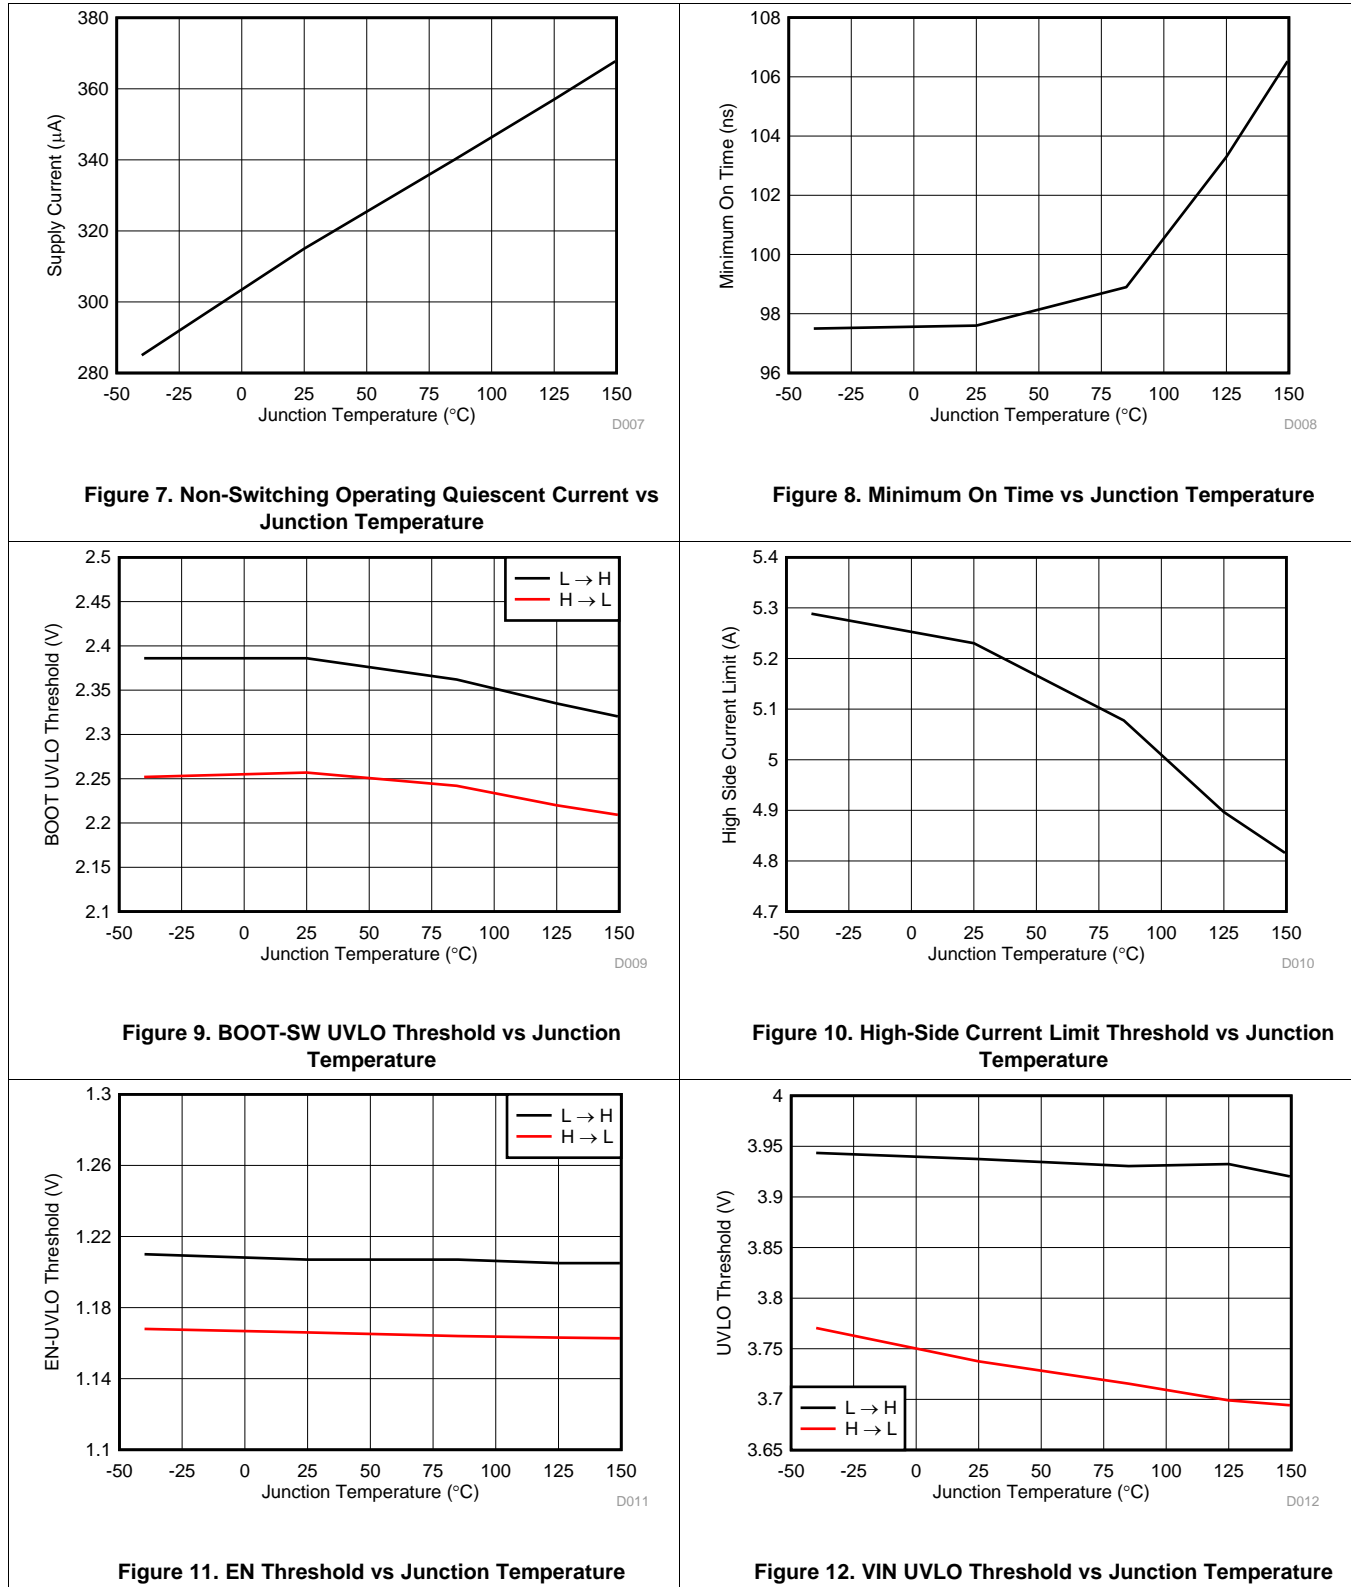 380
360
340
320
300
280
Supply Current (µA)
-50 -25 0 25 50 75 100 125 150
Junction Temperature (°C)
D007
Figure 7. Non-Switching Operating Quiescent Current vs
Junction Temperature
108
106
104
102
100
98
96
Minimum On Time (ns)
-50 -25 0 25 50 75 100 125 150
Junction Temperature (°C)
D008
Figure 8. Minimum On Time vs Junction Temperature
2.5
2.45
2.4
2.35
2.3
2.25
2.2
2.15
2.1
BOOT UVLO Threshold (V)
L → H
H → L
-50 -25 0 25 50 75 100 125 150
Junction Temperature (°C)
D009
Figure 9. BOOT-SW UVLO Threshold vs Junction
Temperature
5.4
5.3
5.2
5.1
5
4.9
4.8
4.7
High Side Current Limit (A)
-50 -25 0 25 50 75 100 125 150
Junction Temperature (°C)
D010
Figure 10. High-Side Current Limit Threshold vs Junction
Temperature
1.3
1.26
1.22
1.18
1.14
1.1
EN-UVLO Threshold (V)
L → H
H → L
-50 -25 0 25 50 75 100 125 150
Junction Temperature (°C)
D011
Figure 11. EN Threshold vs Junction Temperature
4
3.95
3.9
3.85
3.8
3.75
3.7
3.65
UVLO Threshold (V)
L → H
H → L
-50 -25 0 25 50 75 100 125 150
Junction Temperature (°C)
D012
Figure 12. VIN UVLO Threshold vs Junction Temperature